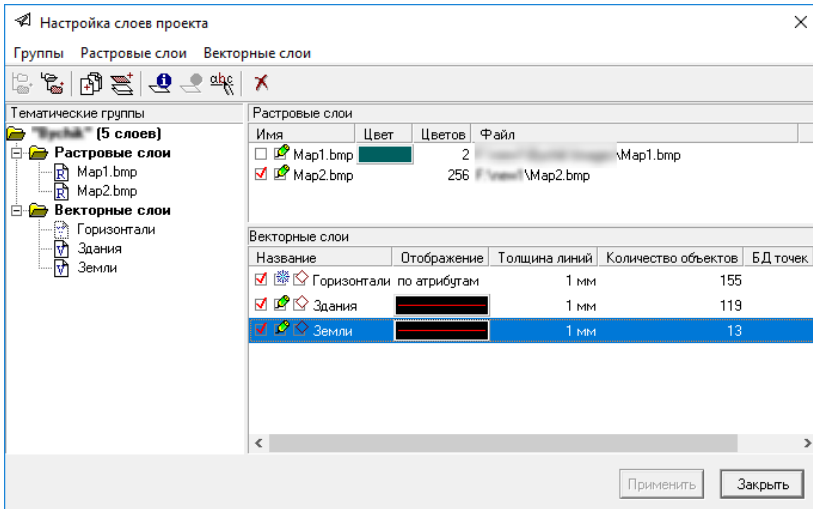 Настройка слоев проекта
Группы Растровые слои Векторные слои
abc
Тематические группы
(5 слоев)
Растровые слои
R Map1.bmp
R Map2.bmp
Векторные слои
Горизонтали
V Здания
V Земли
Растровые слои
Имя Цвет Цветов Файл
Map1.bmp 2 \Map1.bmp
Map2.bmp 256 \Map2.bmp
Векторные слои
Название Отображение Толщина линий Количество объектов БД точек
Горизонтали по атрибутам 1 мм 155
Здания 1 мм 119
Земли 1 мм 13
Применить Закрыть